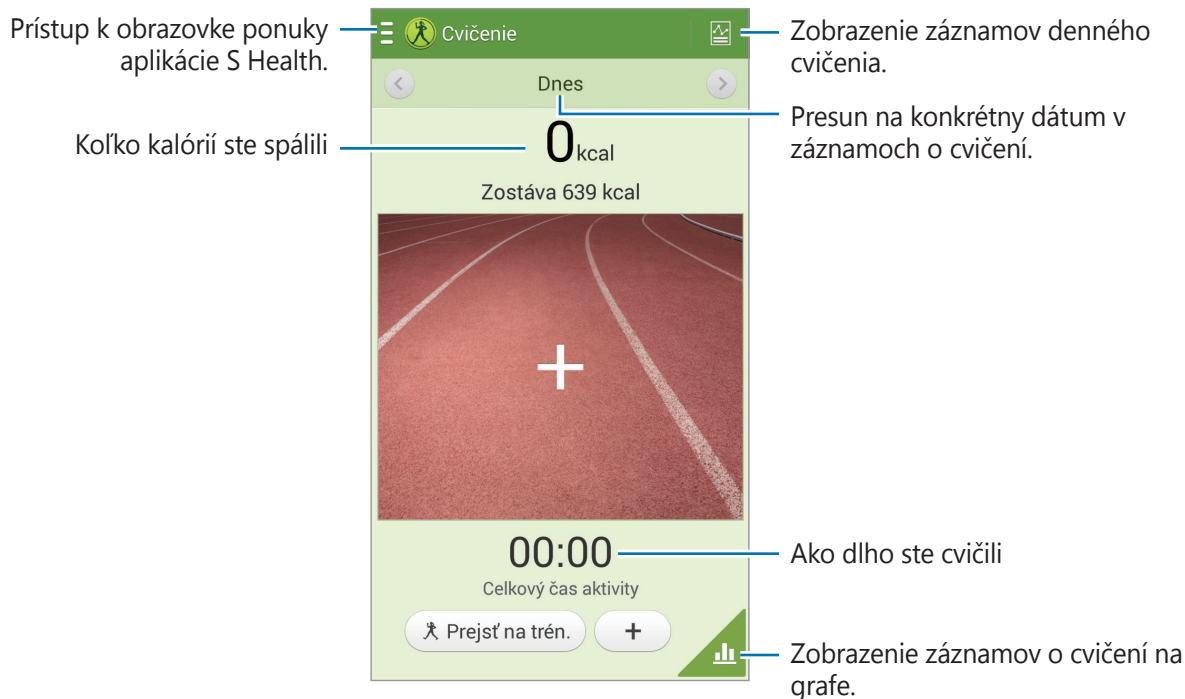 Prístup k obrazovke ponuky
aplikácie S Health.
Cvičenie
Zobrazenie záznamov denného
cvičenia.
Dnes
Presun na konkrétny dátum v
záznamoch o cvičení.
Koľko kalórií ste spálili
0 kcal
Zostáva 639 kcal
00:00
Ako dlho ste cvičili
Celkový čas aktivity
Prejsť na trén.
+
Zobrazenie záznamov o cvičení na
grafe.